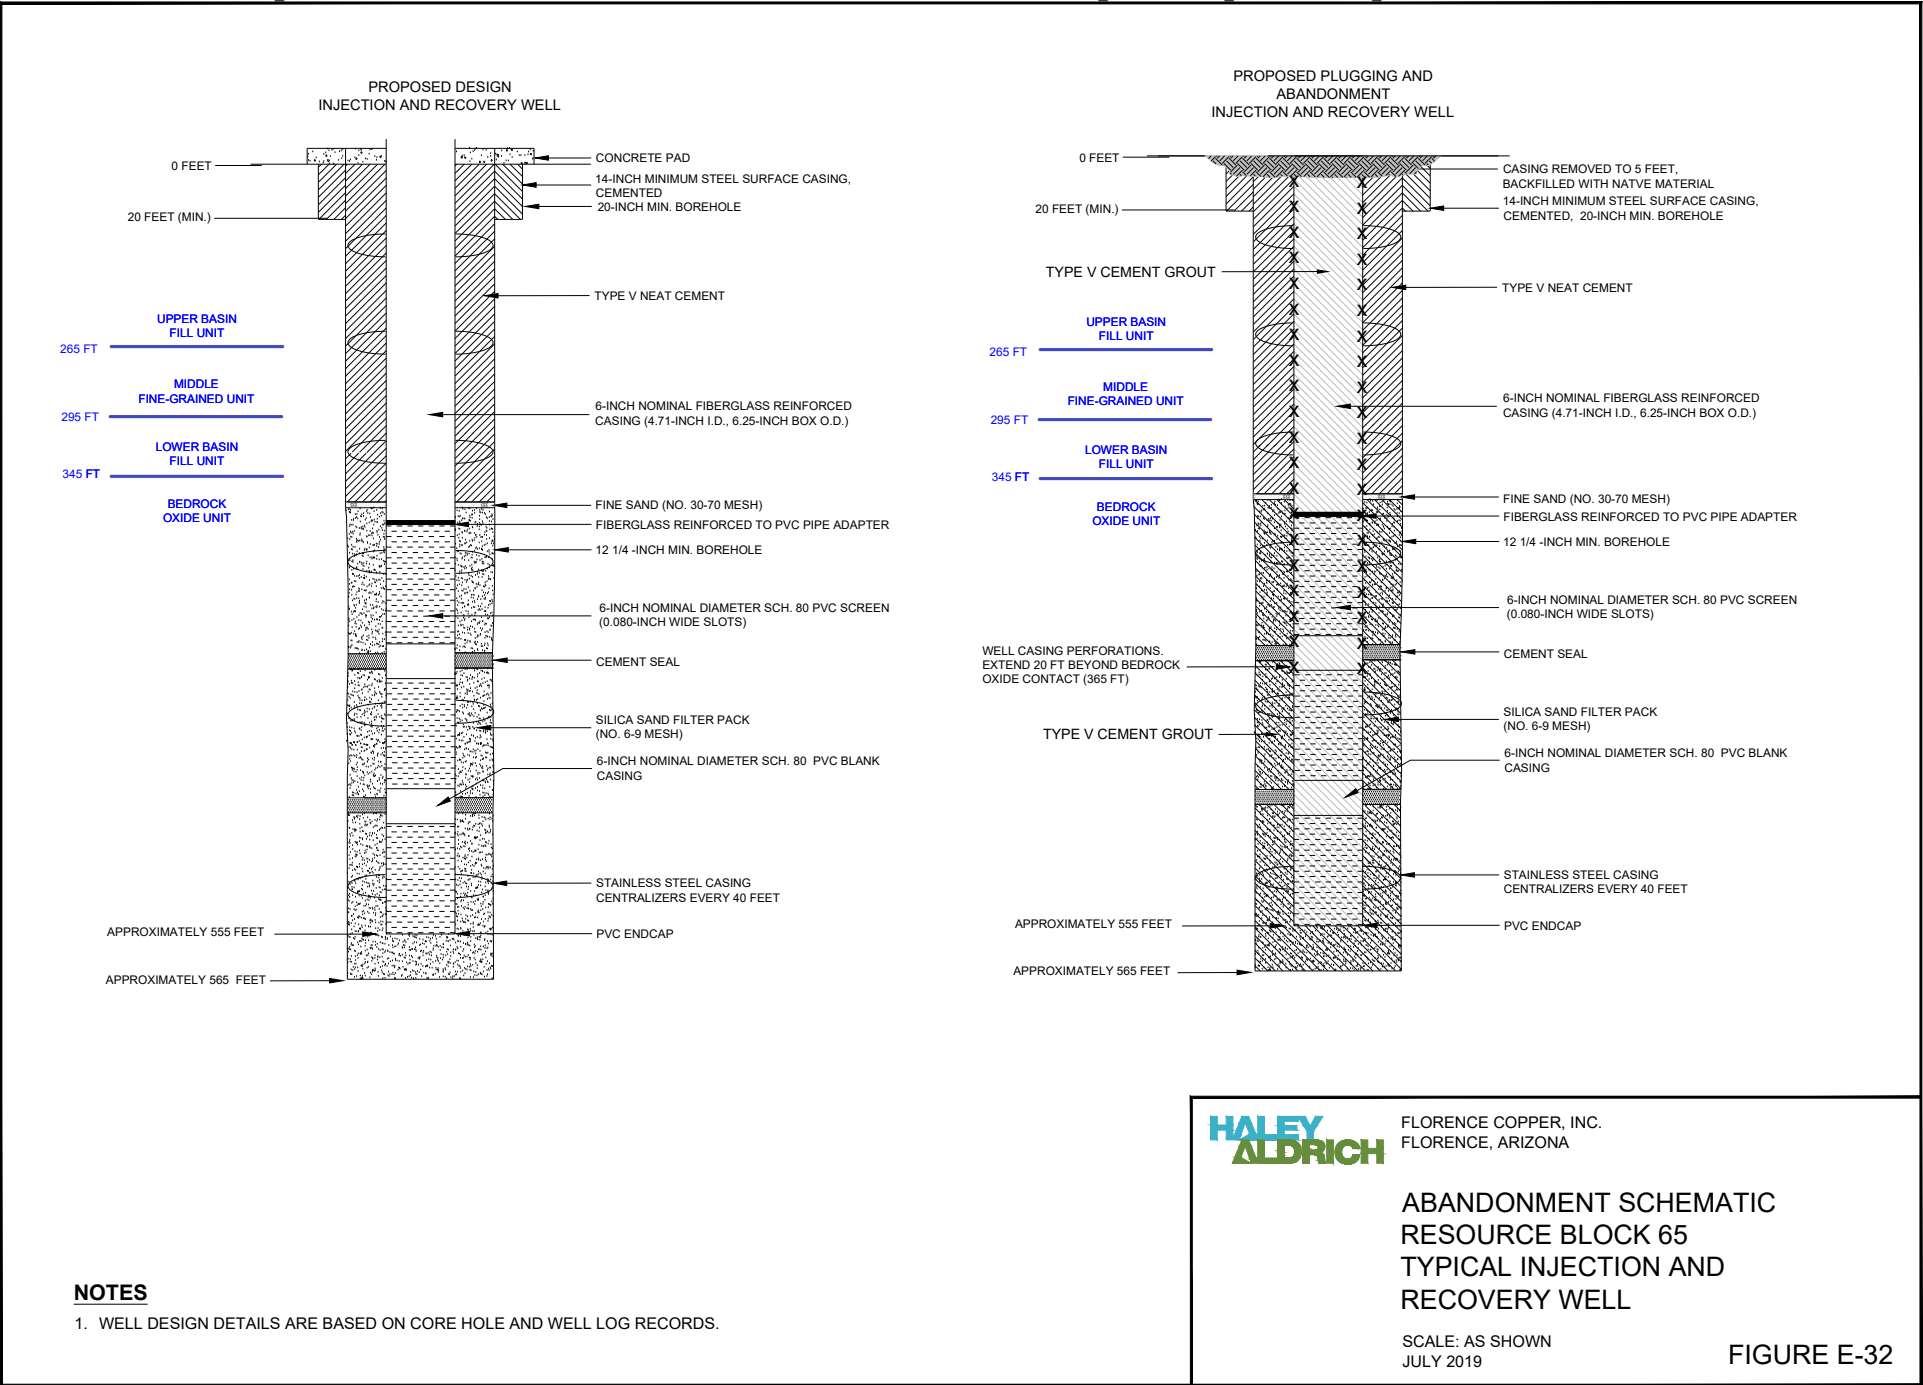 PROPOSED DESIGN
INJECTION AND RECOVERY WELL
0 FEET
20 FEET (MIN.)
CONCRETE PAD
14-INCH MINIMUM STEEL SURFACE CASING,
CEMENTED
20-INCH MIN. BOREHOLE
TYPE V NEAT CEMENT
UPPER BASIN
FILL UNIT
265 FT
MIDDLE
FINE-GRAINED UNIT
295 FT
LOWER BASIN
FILL UNIT
345 FT
BEDROCK
OXIDE UNIT
6-INCH NOMINAL FIBERGLASS REINFORCED
CASING (4.71-INCH I.D., 6.25-INCH BOX O.D.)
FINE SAND (NO. 30-70 MESH)
FIBERGLASS REINFORCED TO PVC PIPE ADAPTER
12 1/4 -INCH MIN. BOREHOLE
6-INCH NOMINAL DIAMETER SCH. 80 PVC SCREEN
(0.080-INCH WIDE SLOTS)
CEMENT SEAL
SILICA SAND FILTER PACK
(NO. 6-9 MESH)
6-INCH NOMINAL DIAMETER SCH. 80 PVC BLANK
CASING
STAINLESS STEEL CASING
CENTRALIZERS EVERY 40 FEET
APPROXIMATELY 555 FEET
PVC ENDCAP
APPROXIMATELY 565 FEET
PROPOSED PLUGGING AND
ABANDONMENT
INJECTION AND RECOVERY WELL
0 FEET
20 FEET (MIN.)
CASING REMOVED TO 5 FEET,
BACKFILLED WITH NATVE MATERIAL
14-INCH MINIMUM STEEL SURFACE CASING,
CEMENTED, 20-INCH MIN. BOREHOLE
TYPE V CEMENT GROUT
TYPE V NEAT CEMENT
UPPER BASIN
FILL UNIT
265 FT
MIDDLE
FINE-GRAINED UNIT
295 FT
LOWER BASIN
FILL UNIT
345 FT
BEDROCK
OXIDE UNIT
6-INCH NOMINAL FIBERGLASS REINFORCED
CASING (4.71-INCH I.D., 6.25-INCH BOX O.D.)
FINE SAND (NO. 30-70 MESH)
FIBERGLASS REINFORCED TO PVC PIPE ADAPTER
12 1/4 -INCH MIN. BOREHOLE
6-INCH NOMINAL DIAMETER SCH. 80 PVC SCREEN
(0.080-INCH WIDE SLOTS)
WELL CASING PERFORATIONS.
EXTEND 20 FT BEYOND BEDROCK
OXIDE CONTACT (365 FT)
CEMENT SEAL
TYPE V CEMENT GROUT
SILICA SAND FILTER PACK
(NO. 6-9 MESH)
6-INCH NOMINAL DIAMETER SCH. 80 PVC BLANK
CASING
STAINLESS STEEL CASING
CENTRALIZERS EVERY 40 FEET
APPROXIMATELY 555 FEET
PVC ENDCAP
APPROXIMATELY 565 FEET
NOTES
1. WELL DESIGN DETAILS ARE BASED ON CORE HOLE AND WELL LOG RECORDS.
HALEY
ALDRICH
FLORENCE COPPER, INC.
FLORENCE, ARIZONA
ABANDONMENT SCHEMATIC
RESOURCE BLOCK 65
TYPICAL INJECTION AND
RECOVERY WELL
SCALE: AS SHOWN
JULY 2019
FIGURE E-32